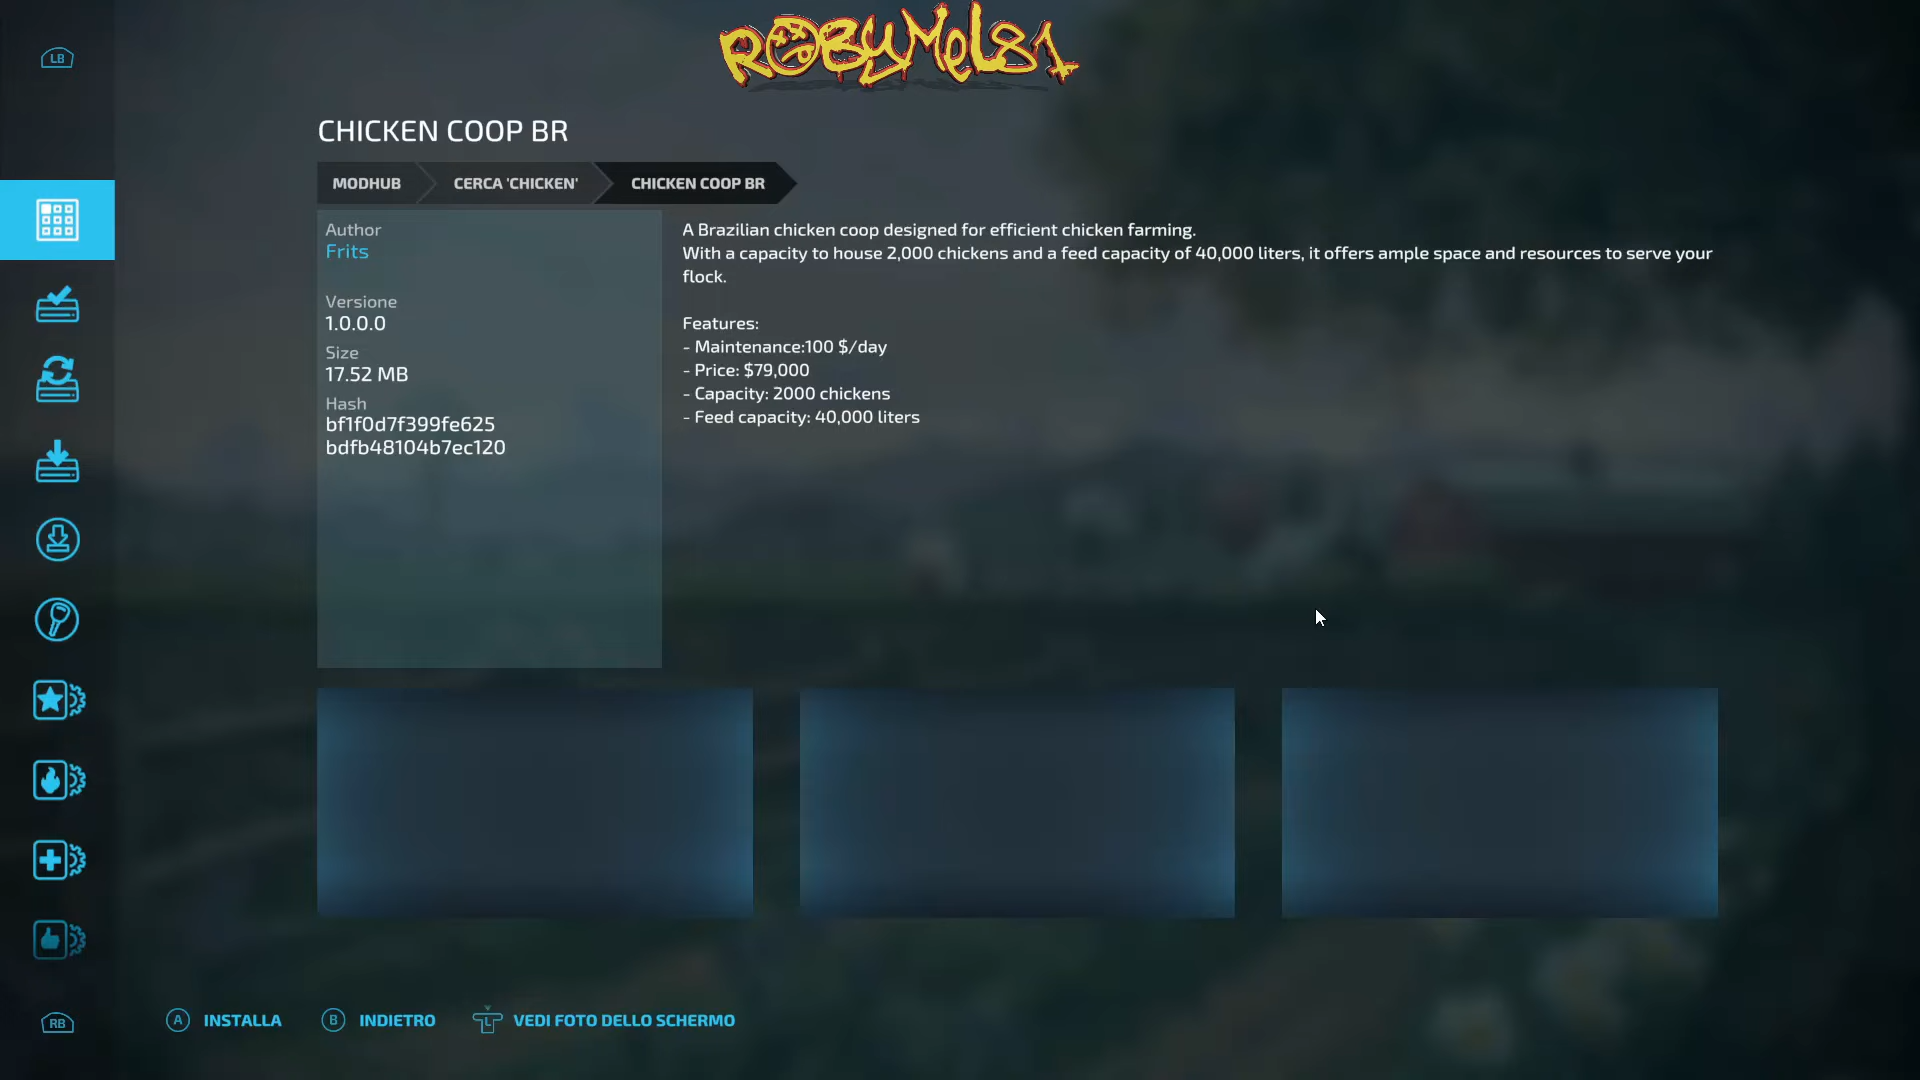 ROBYMEL81
LB
CHICKEN COOP BR
MODHUB
CERCA 'CHICKEN'
CHICKEN COOP BR
Author
Frits
Versione
1.0.0.0
Size
17.52 MB
Hash
bf1f0d7f399fe625
bdfb48104b7ec120
A Brazilian chicken coop designed for efficient chicken farming.
With a capacity to house 2,000 chickens and a feed capacity of 40,000 liters, it offers ample space and resources to serve your
flock.
Features:
- Maintenance:100 $/day
- Price: $79,000
- Capacity: 2000 chickens
- Feed capacity: 40,000 liters
RB
A INSTALLA
B INDIETRO
L VEDI FOTO DELLO SCHERMO